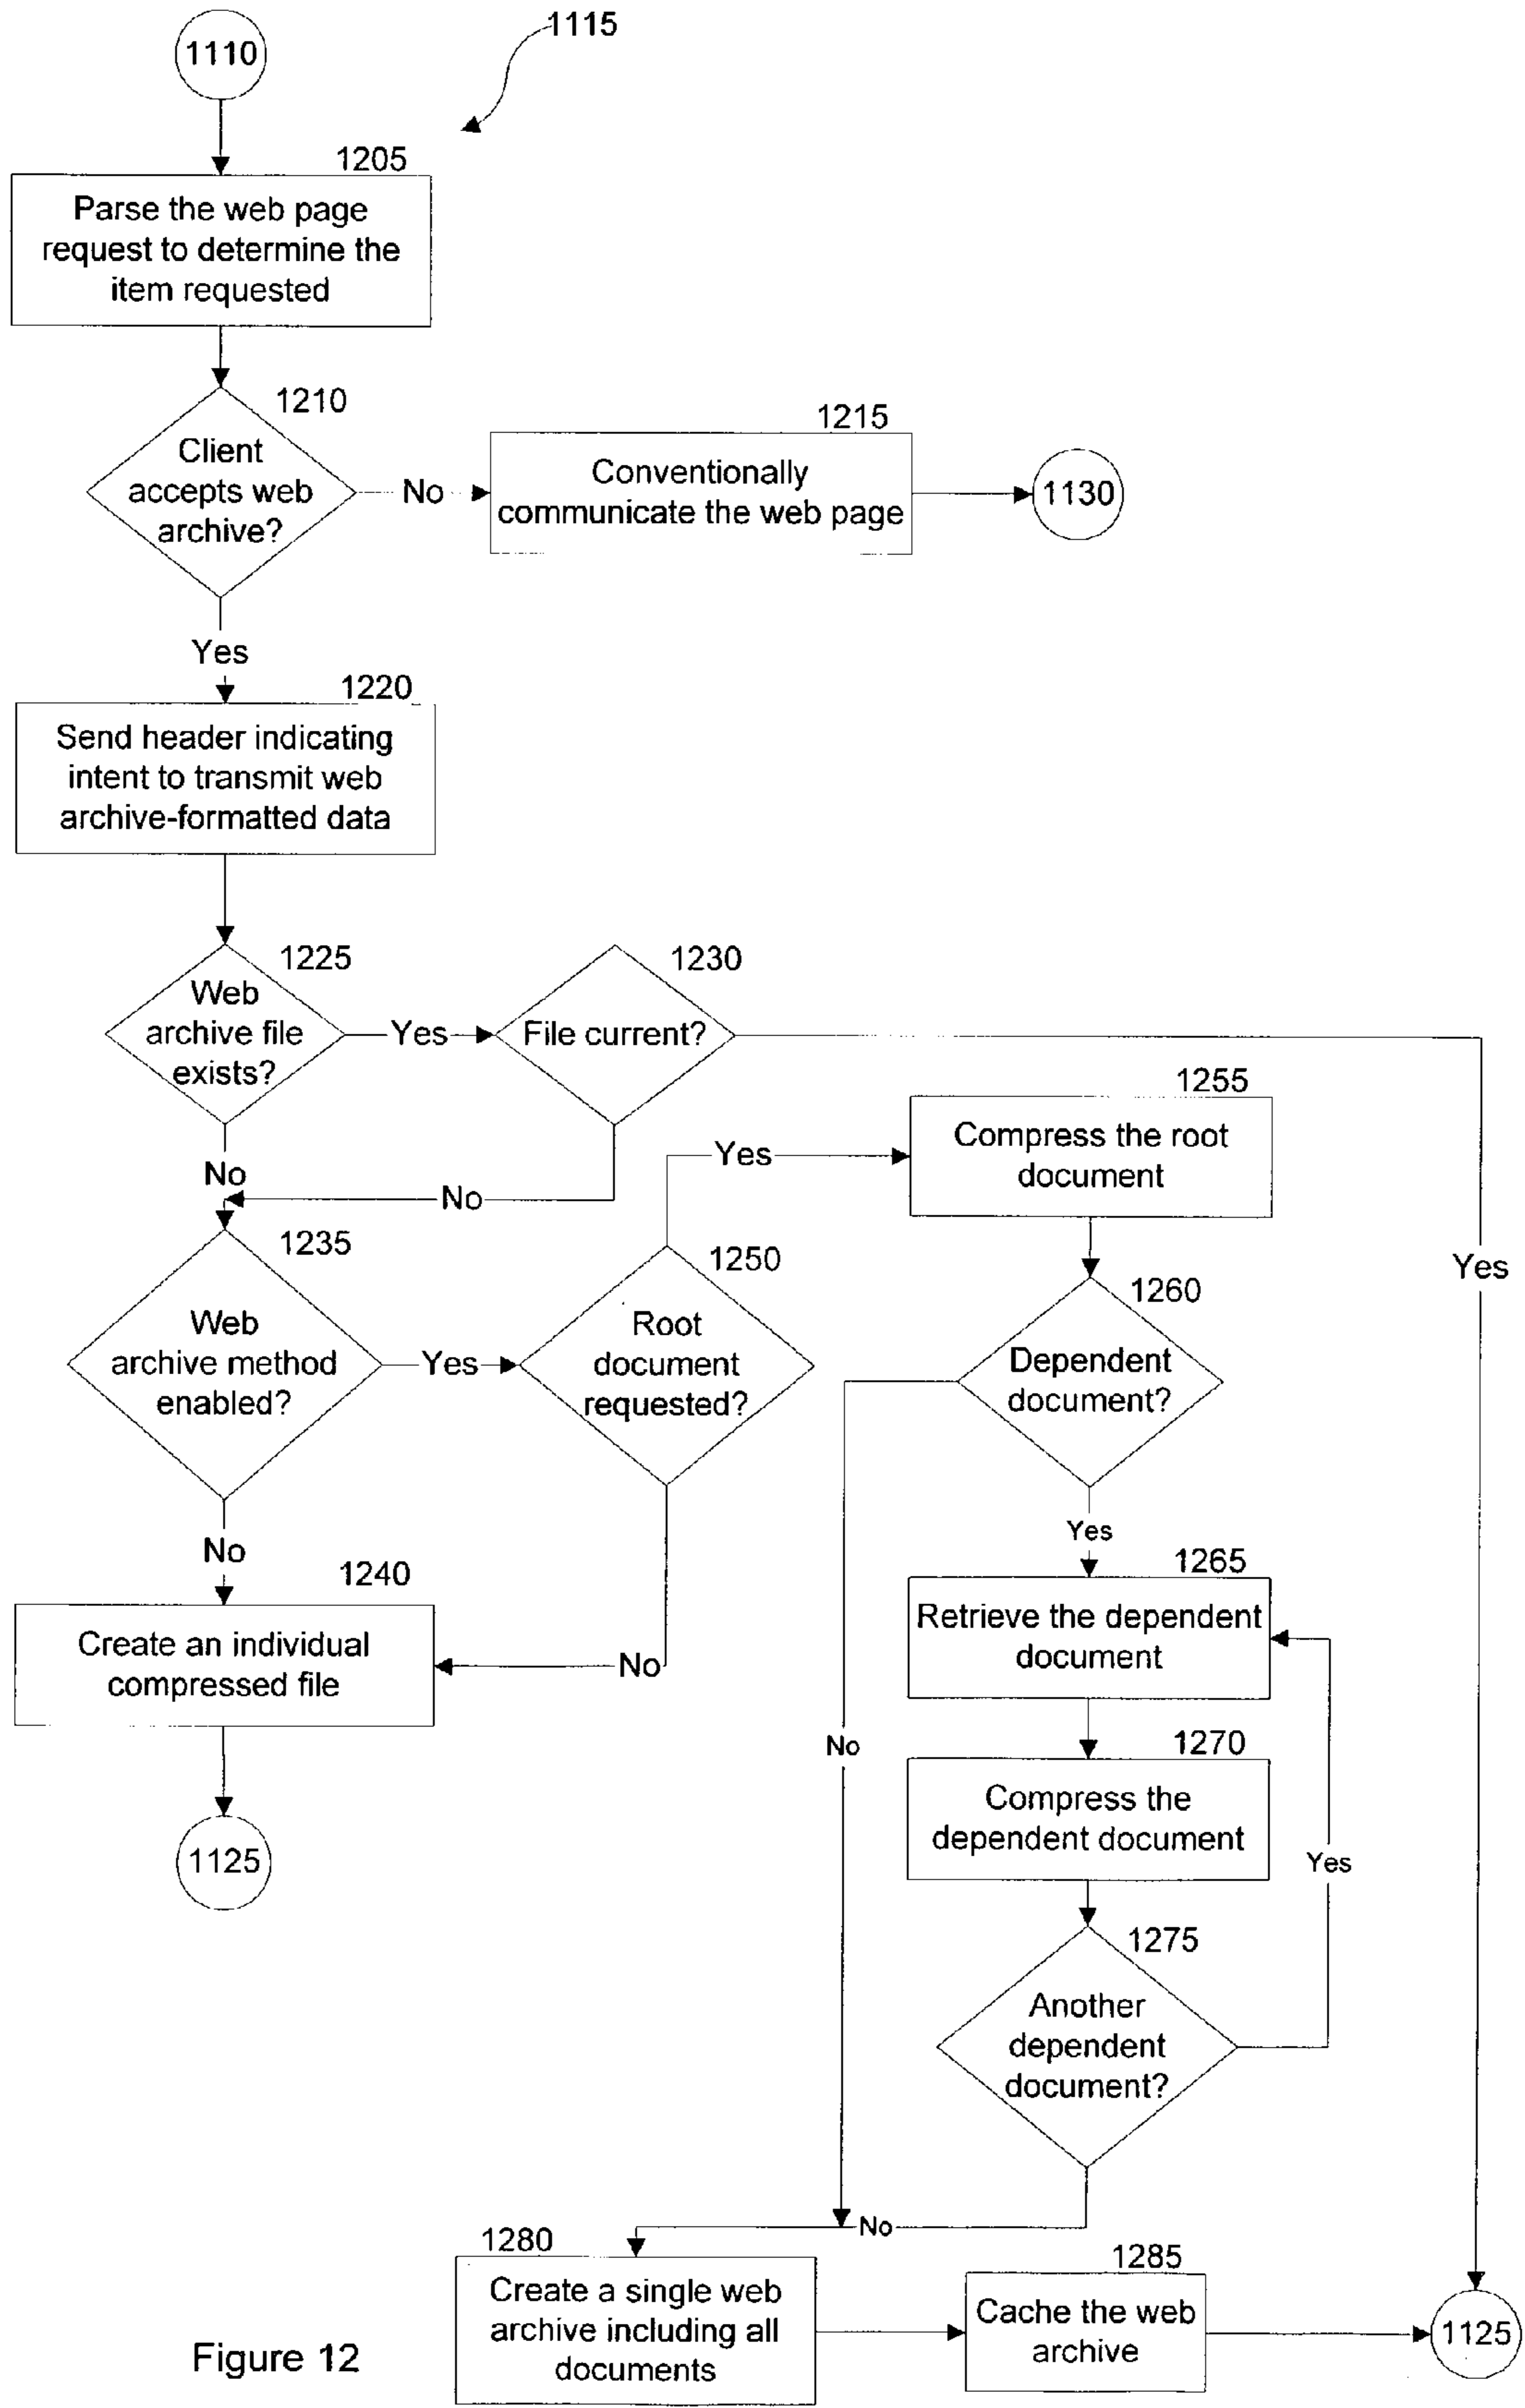 1110
1115
1205
Parse the web page
request to determine the
item requested
1210
Client
accepts web
archive?
No
1215
Conventionally
communicate the web page
1130
Yes
1220
Send header indicating
intent to transmit web
archive-formatted data
1225
Web
archive file
exists?
Yes
1230
File current?
No
No
Yes
1255
Compress the root
document
1235
Web
archive method
enabled?
Yes
1250
Root
document
requested?
Yes
1260
Dependent
document?
Yes
No
1240
Create an individual
compressed file
No
1125
1265
Retrieve the dependent
document
No
1270
Compress the
dependent document
Yes
1275
Another
dependent
document?
No
1280
Create a single web
archive including all
documents
1285
Cache the web
archive
1125
Figure 12